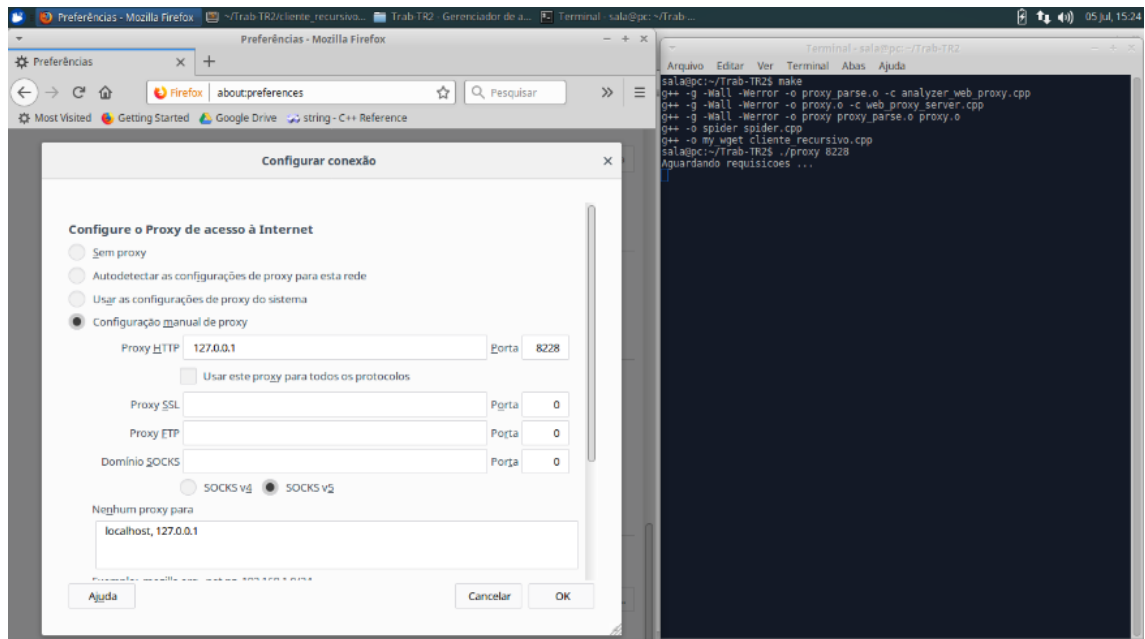 Preferências - Mozilla Firefox
~/Trab-TR2/cliente_recursivo...
Trab-TR2 - Gerenciador de a...
Terminal - sala@pc: ~/Trab-...
05 jul, 15:24
Preferências - Mozilla Firefox
Preferências
Firefox
about:preferences
Pesquisar
Most Visited
Getting Started
Google Drive
string - C++ Reference
Configurar conexão
Configure o Proxy de acesso à Internet
Sem proxy
Autodetectar as configurações de proxy para esta rede
Usar as configurações de proxy do sistema
Configuração manual de proxy
Proxy HTTP 127.0.0.1 Porta 8228
Usar este proxy para todos os protocolos
Proxy SSL Porta 0
Proxy FTP Porta 0
Domínio SOCKS Porta 0
SOCKS v4 SOCKS v5
Nenhum proxy para
localhost, 127.0.0.1
Ajuda
Cancelar
OK
Terminal - sala@pc: ~/Trab-TR2
Arquivo Editar Ver Terminal Abas Ajuda
sala@pc:~/Trab-TR2$ make
g++ -g -Wall -Werror -o proxy_parse.o -c analyzer_web_proxy.cpp
g++ -g -Wall -Werror -o proxy.o -c web_proxy_server.cpp
g++ -g -Wall -Werror -o proxy proxy_parse.o proxy.o
g++ -o spider spider.cpp
g++ -o my_wget cliente_recursivo.cpp
sala@pc:~/Trab-TR2$ ./proxy 8228
Aguardando requisicoes ...